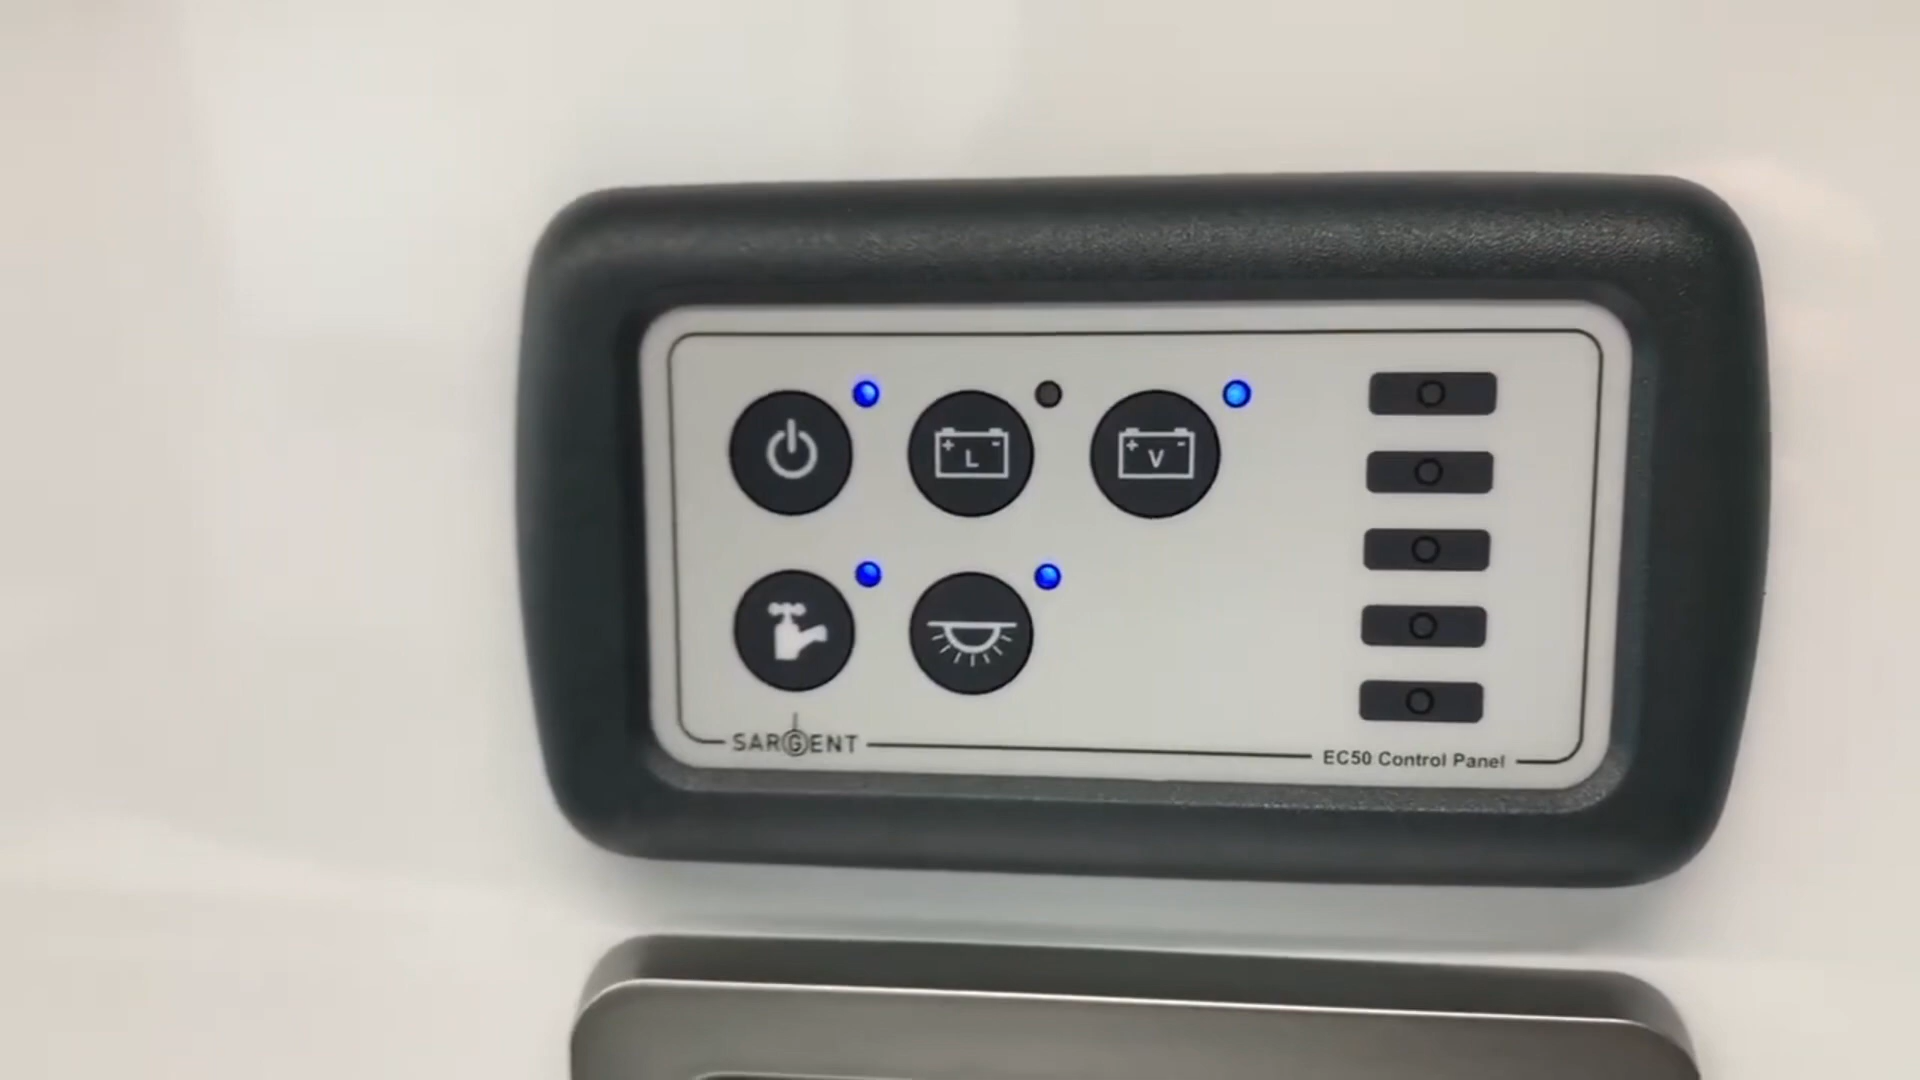 + L -
+ V -
SARGENT
EC50 Control Panel